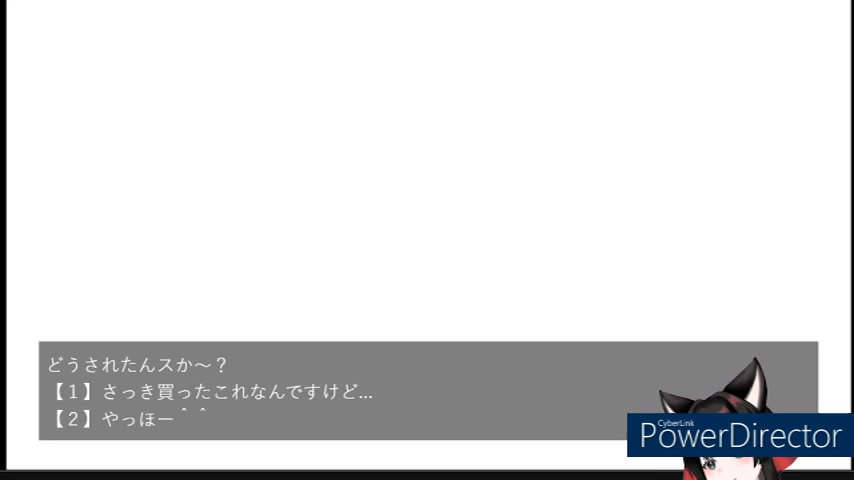 どうされたんスか～？
【１】さっき買ったこれなんですけど...
【２】やっほー＾＾
CyberLink
PowerDirector